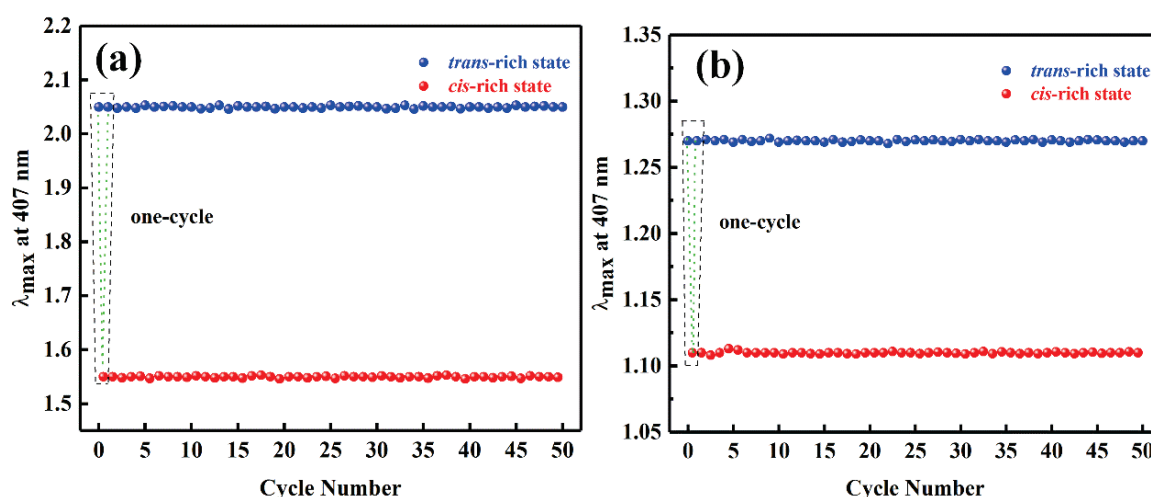 (a)
trans-rich state
cis-rich state
one-cycle
2.2
2.1
2.0
1.9
1.8
1.7
1.6
1.5
λmax at 407 nm
0 5 10 15 20 25 30 35 40 45 50
Cycle Number
(b)
trans-rich state
cis-rich state
one-cycle
1.35
1.30
1.25
1.20
1.15
1.10
1.05
λmax at 407 nm
0 5 10 15 20 25 30 35 40 45 50
Cycle Number